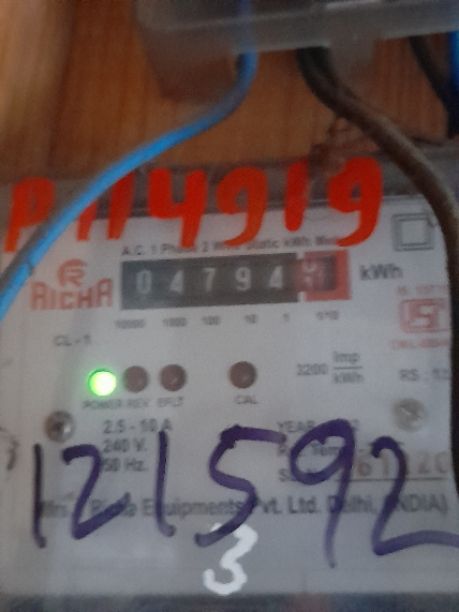 P114919
A.C. 1 Phase 2 Wire Static kWh Meter
RICHA
04794
kWh
10000 1000 100 10 1 1/10
CL-1
3200 Imp
kWh
POWER REV EFLT CAL
2.5 - 10 A
240 V.
50 Hz.
YEAR
121592
Mfrs. Richa Equipments Pvt. Ltd. Delhi, (INDIA)
3